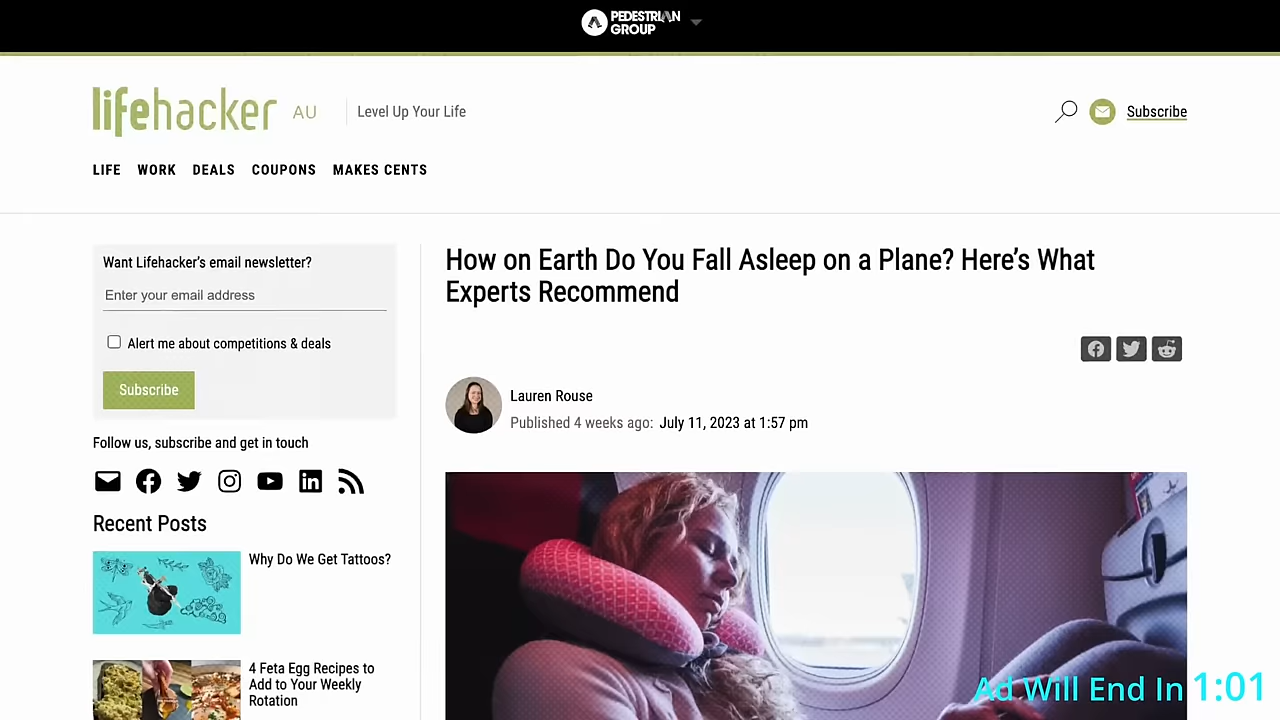 PEDESTRIAN
GROUP
lifehacker AU
Level Up Your Life
Subscribe
LIFE WORK DEALS COUPONS MAKES CENTS
Want Lifehacker’s email newsletter?
Enter your email address
Alert me about competitions & deals
Subscribe
Follow us, subscribe and get in touch
Recent Posts
Why Do We Get Tattoos?
4 Feta Egg Recipes to
Add to Your Weekly
Rotation
How on Earth Do You Fall Asleep on a Plane? Here’s What
Experts Recommend
Lauren Rouse
Published 4 weeks ago: July 11, 2023 at 1:57 pm
Ad Will End In 1:01